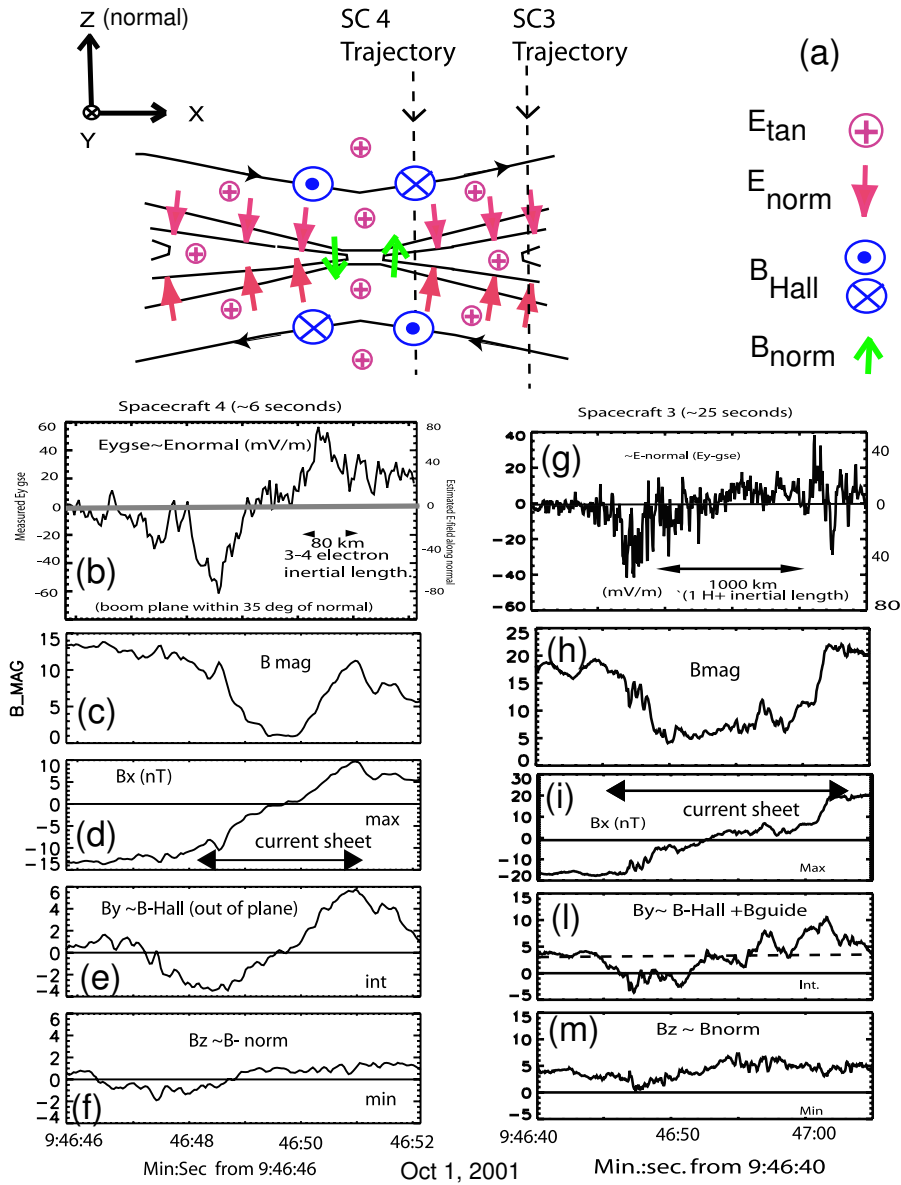 Z (normal)
X
Y
SC 4
Trajectory
SC3
Trajectory
(a)
E tan
E norm
B Hall
B norm
Spacecraft 4 (~6 seconds)
Eygse~Enormal (mV/m)
Measured Ey gse
Estimated E-field along normal
60
40
20
0
-20
-40
-60
80
40
0
-40
-80
80 km
3-4 electron
inertial length.
(b)
(boom plane within 35 deg of normal)
B_MAG
15
10
5
0
B mag
(c)
10
5
0
-5
-10
-15
Bx (nT)
max
(d)
current sheet
6
4
2
0
-2
-4
By ~B-Hall (out of plane)
(e)
int
6
4
2
0
-2
-4
Bz ~B- norm
(f)
min
9:46:46
46:48
46:50
46:52
Min:Sec from 9:46:46
Oct 1, 2001
Spacecraft 3 (~25 seconds)
40
20
0
-20
-40
-60
40
0
40
80
(g)
~E-normal (Ey-gse)
1000 km
(mV/m)
`(1 H+ inertial length)
25
20
15
10
5
0
(h)
Bmag
30
20
10
0
-10
-20
(i)
current sheet
Bx (nT)
Max
15
10
5
0
-5
By~ B-Hall +Bguide
(l)
Int.
15
10
5
0
-5
(m)
Bz ~ Bnorm
Min
9:46:40
46:50
47:00
Min.:sec. from 9:46:40